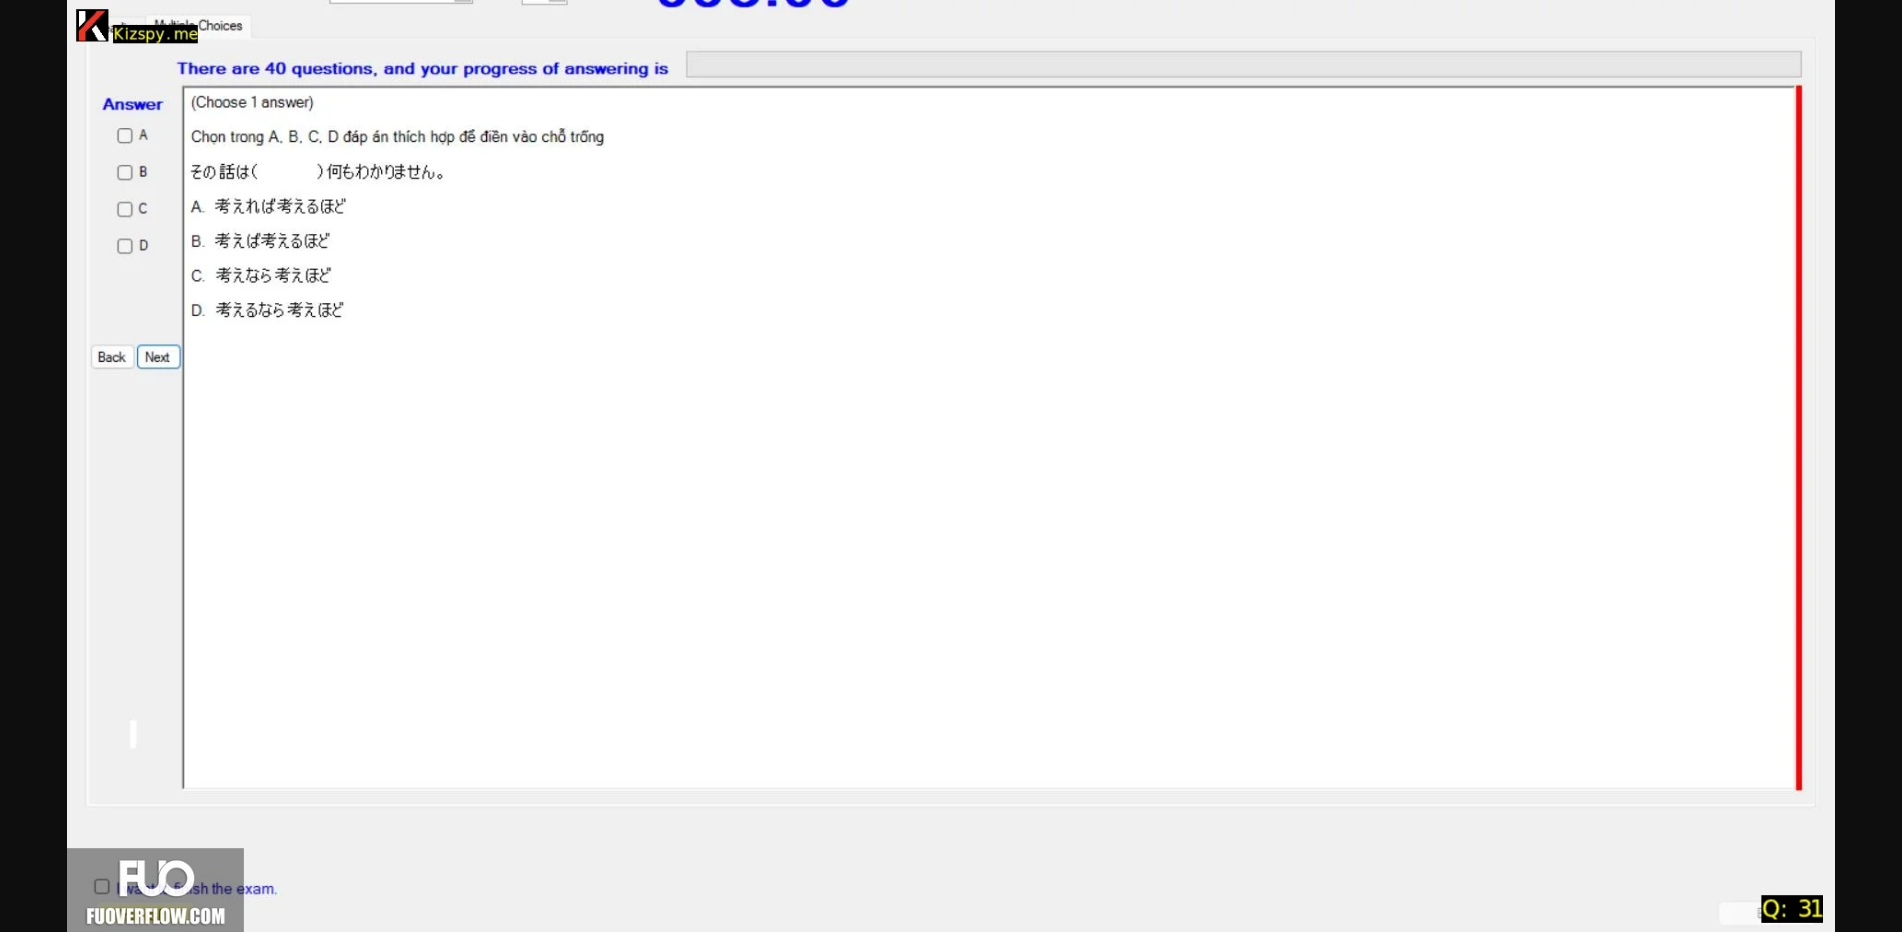 Choices
Kizspy.me
There are 40 questions, and your progress of answering is
Answer
(Choose 1 answer)
A
Chọn trong A, B, C, D đáp án thích hợp để điền vào chỗ trống
B
その話は( )何もわかりません。
C
A. 考えれば考えるほど
D
B. 考えば考えるほど
C. 考えなら考えほど
D. 考えるなら考えほど
Back Next
FUO
the exam.
FUOVERFLOW.COM
Q: 31